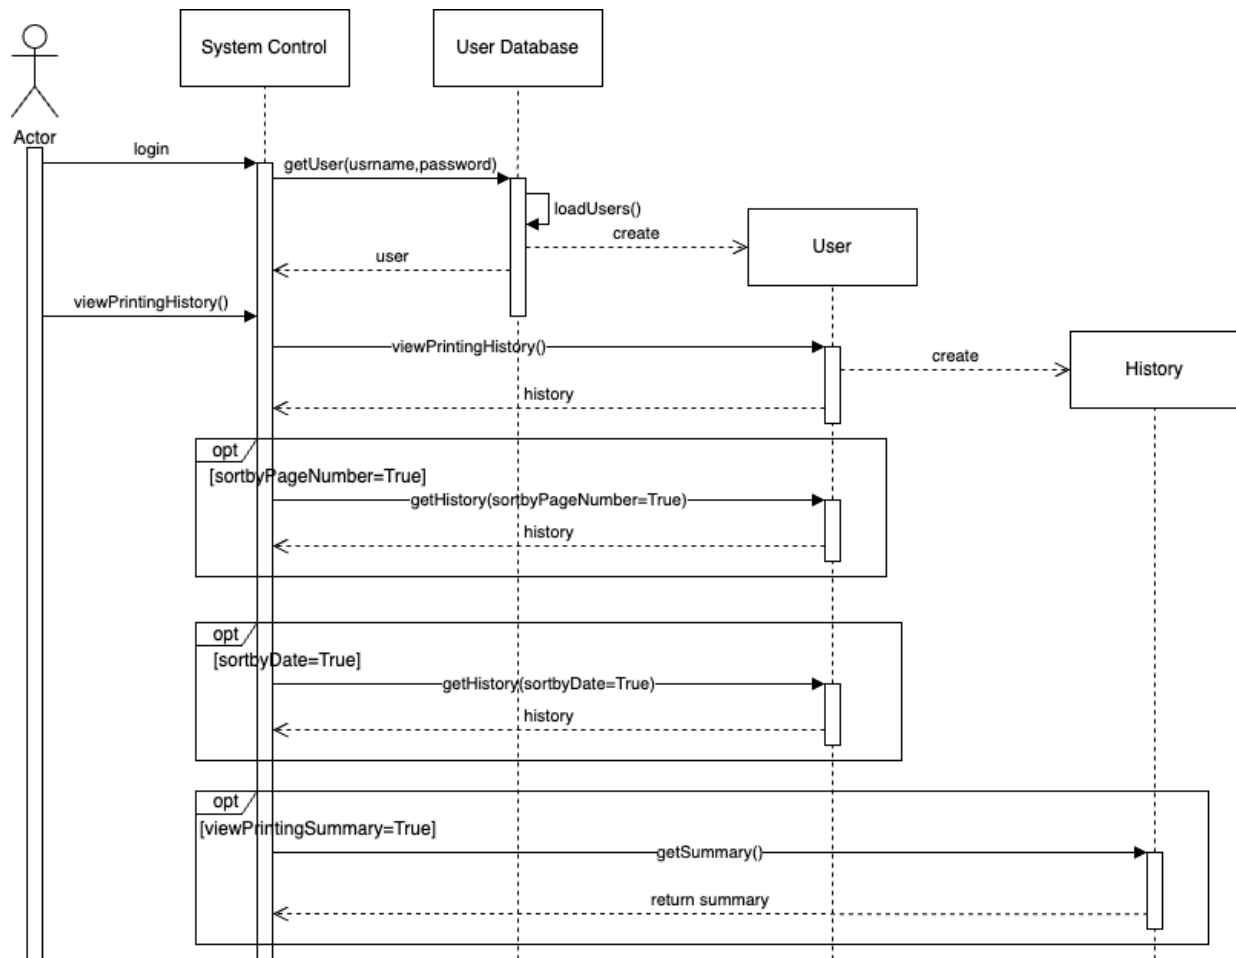 System Control
User Database
Actor
login
getUser(usrname,password)
loadUsers()
create
User
user
viewPrintingHistory()
viewPrintingHistory()
create
History
history
opt
[sortbyPageNumber=True]
getHistory(sortbyPageNumber=True)
history
opt
[sortbyDate=True]
getHistory(sortbyDate=True)
history
opt
[viewPrintingSummary=True]
getSummary()
return summary